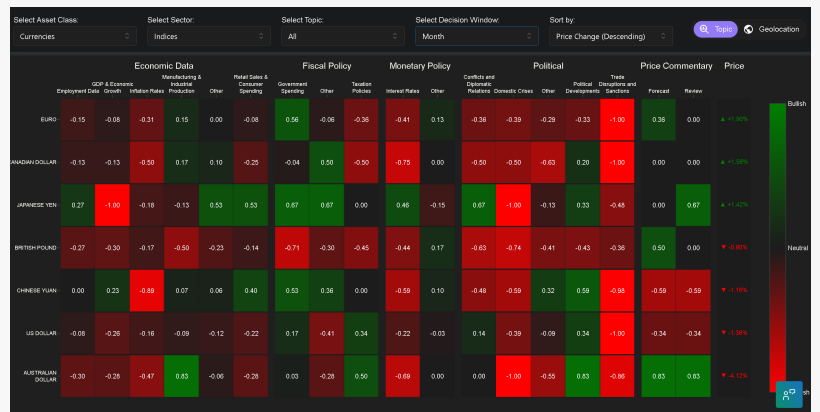 Select Asset Class: Select Sector: Select Topic: Select Decision Window: Sort by:
Currencies Indices All Month Price Change (Descending) Topic Geolocation
Economic Data Fiscal Policy Monetary Policy Political Price Commentary Price
Employment Data GDP & Economic Growth Inflation Rates Manufacturing & Industrial Production Other Retail Sales & Consumer Spending Government Spending Other Taxation Policies Interest Rates Other Conflicts and Diplomatic Relations Domestic Crises Other Political Developments Trade Disruptions and Sanctions Forecast Review
Bullish
EURO -0.15 -0.08 -0.31 0.15 0.00 -0.08 0.56 -0.06 -0.36 -0.41 0.13 -0.36 -0.39 -0.29 -0.33 -1.00 0.36 0.00 ▲ +1.90%
ANADIAN DOLLAR -0.13 -0.13 -0.50 0.17 0.10 -0.25 -0.04 0.50 -0.50 -0.75 0.00 -0.50 -0.50 -0.63 0.20 -1.00 0.00 0.00 ▲ +1.59%
JAPANESE YEN 0.27 -1.00 -0.18 -0.13 0.53 0.53 0.67 0.67 0.00 0.46 -0.15 0.67 -1.00 -0.13 0.33 -0.48 0.00 0.67 ▲ +1.42%
BRITISH POUND -0.27 -0.30 -0.17 -0.50 -0.23 -0.14 -0.71 -0.30 -0.45 -0.44 0.17 -0.63 -0.74 -0.41 -0.43 -0.36 0.50 0.00 ▼ -0.90%
Neutral
CHINESE YUAN 0.00 0.23 -0.89 0.07 0.06 0.40 0.53 0.36 0.00 -0.59 0.10 -0.48 -0.59 0.32 0.59 -0.98 -0.59 -0.59 ▼ -1.16%
US DOLLAR -0.08 -0.26 -0.16 -0.09 -0.12 -0.22 0.17 -0.41 0.34 -0.22 -0.03 0.14 -0.39 -0.09 0.34 -1.00 -0.34 -0.34 ▼ -1.36%
AUSTRALIAN DOLLAR -0.30 -0.28 -0.47 0.83 -0.06 -0.28 0.03 -0.28 0.50 -0.69 0.00 0.00 -1.00 -0.55 0.83 -0.86 0.83 0.83 ▼ -4.12%
sh